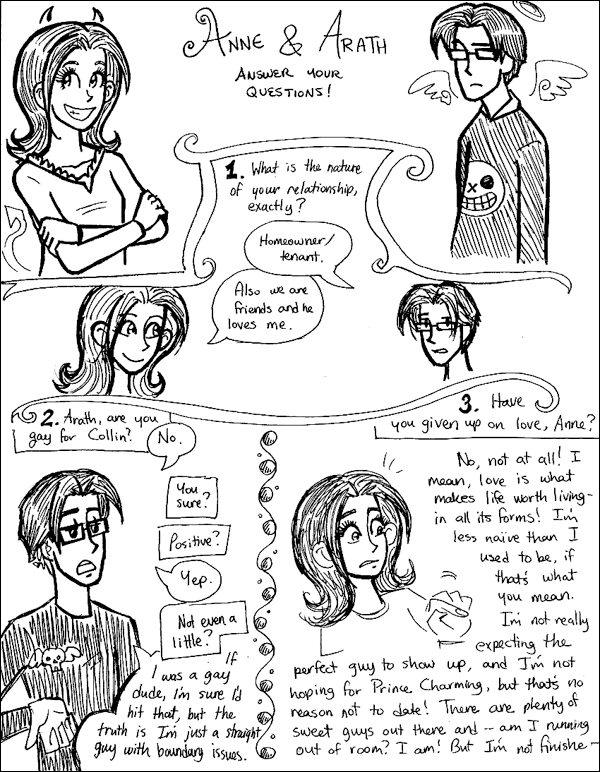 ANNE & ARATH
ANSWER YOUR
QUESTIONS!
1. What is the nature
of your relationship,
exactly?
Homeowner/
tenant.
Also we are
friends and he
loves me.
2. Arath, are you
gay for Collin?
No.
You
sure?
Positive?
Yep.
Not even a
little?
If
I was a gay
dude, I'm sure I'd
hit that, but the
truth is I'm just a straight
guy with boundary issues.
3. Have
you given up on love, Anne?
No, not at all! I
mean, love is what
makes life worth living-
in all its forms! I'm
less naïve than I
used to be, if
that's what
you mean.
I'm not really
expecting the
perfect guy to show up, and I'm not
hoping for Prince Charming, but that's no
reason not to date! There are plenty of
sweet guys out there and -- am I running
out of room? I am! But I'm not finishe-